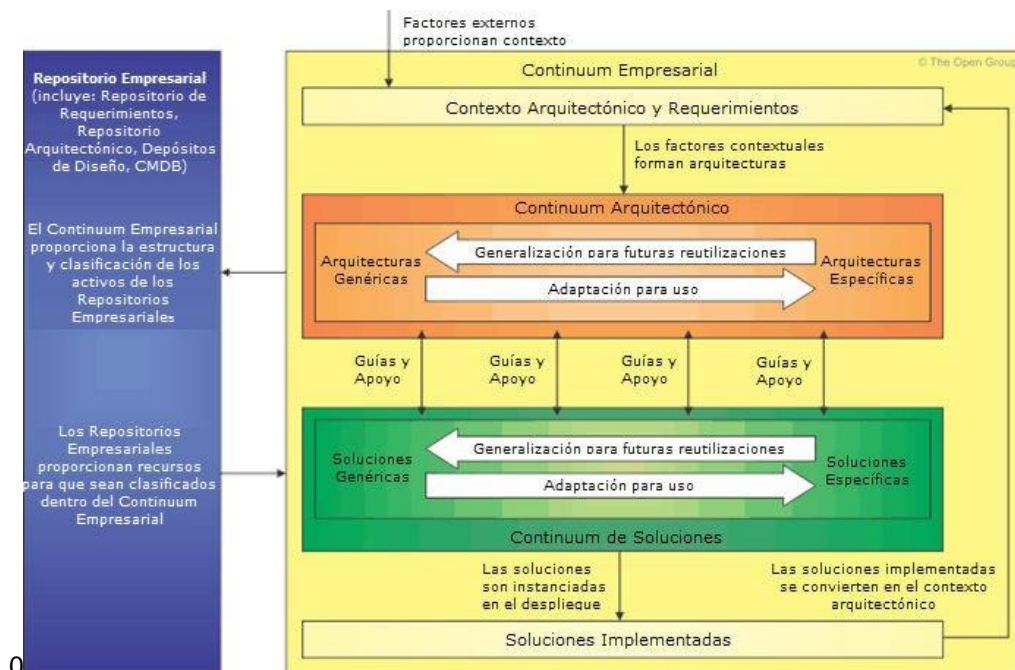 Factores externos
proporcionan contexto
Repositorio Empresarial
(incluye: Repositorio de
Requerimientos,
Repositorio
Arquitectónico, Depósitos
de Diseño, CMDB)
El Continuum Empresarial
proporciona la estructura
y clasificación de los
activos de los
Repositorios
Empresariales
Los Repositorios
Empresariales
proporcionan recursos
para que sean clasificados
dentro del Continuum
Empresarial
© The Open Group
Continuum Empresarial
Contexto Arquitectónico y Requerimientos
Los factores contextuales
forman arquitecturas
Continuum Arquitectónico
Arquitecturas
Genéricas
Generalización para futuras reutilizaciones
Adaptación para uso
Arquitecturas
Específicas
Guías y
Apoyo
Guías y
Apoyo
Guías y
Apoyo
Guías y
Apoyo
Soluciones
Genéricas
Generalización para futuras reutilizaciones
Adaptación para uso
Soluciones
Específicas
Continuum de Soluciones
Las soluciones
son instanciadas
en el despliegue
Las soluciones implementadas
se convierten en el contexto
arquitectónico
Soluciones Implementadas
0